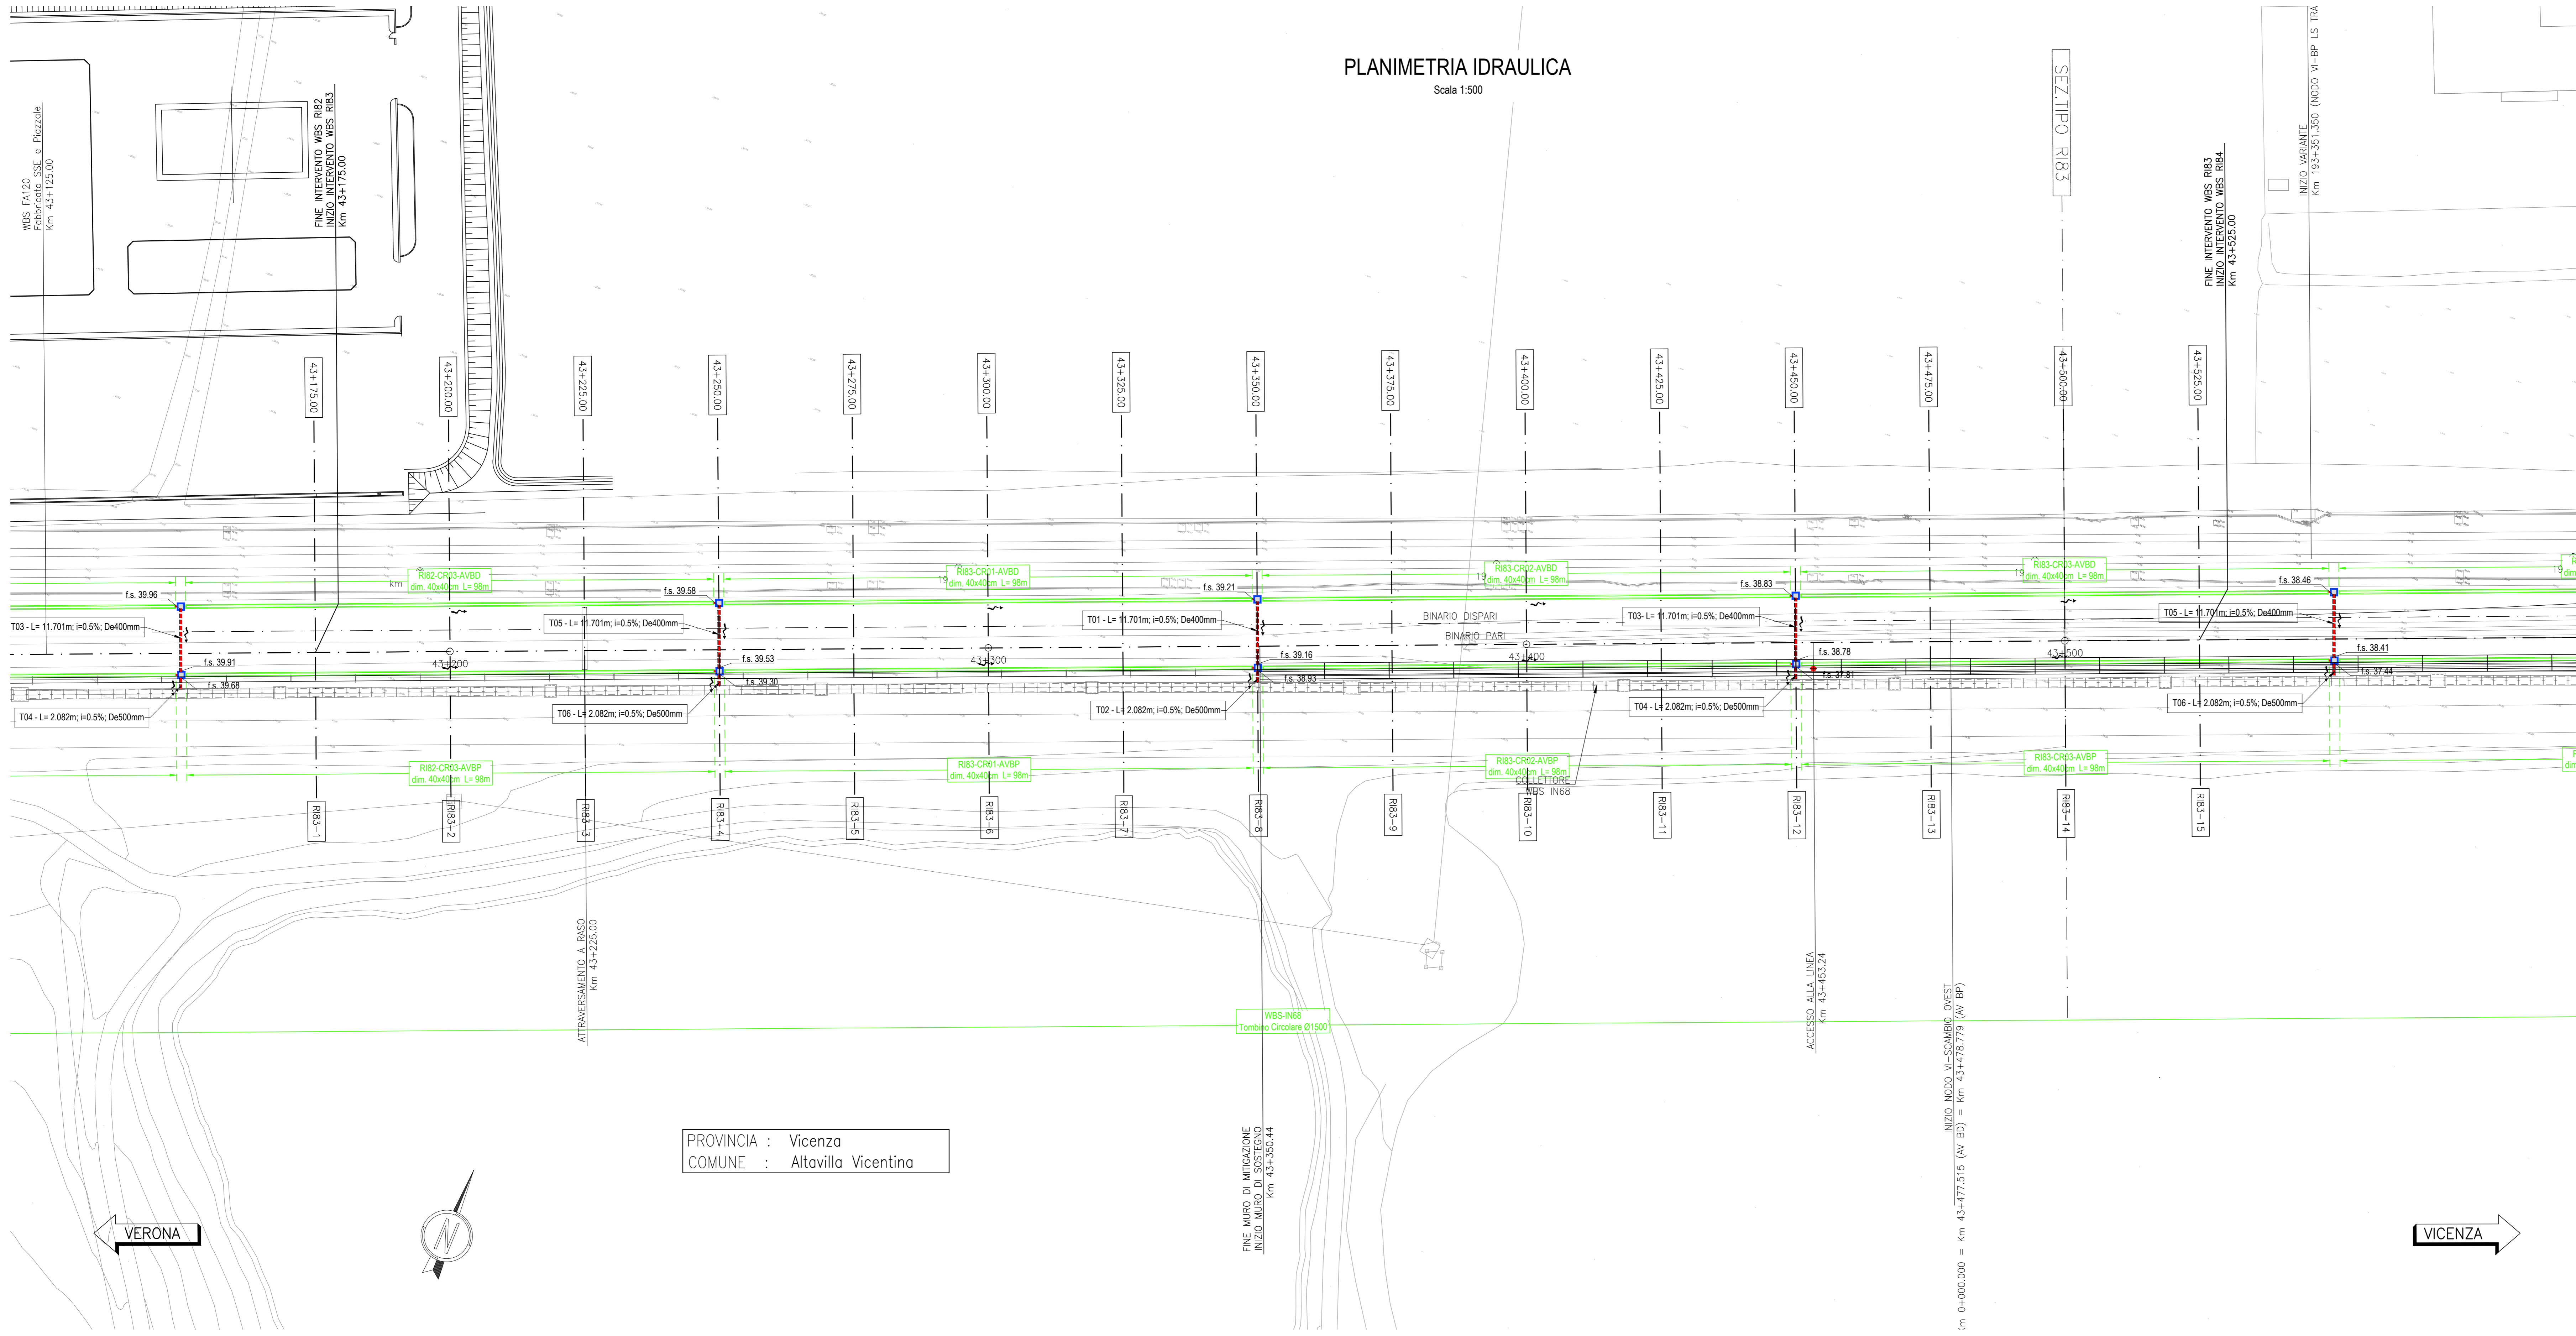 PLANIMETRIA IDRAULICA
Scala 1:500
WBS FA120
Fabbricato SSE e Piazzale
Km 43+125.00
FINE INTERVENTO WBS RI82
INIZIO INTERVENTO WBS RI83
Km 43+175.00
SEZ.TIPO RI83
FINE INTERVENTO WBS RI83
INIZIO INTERVENTO WBS RI84
Km 43+525.00
INIZIO VARIANTE
Km 193+351.350 (NODO VI-BP LS TRA
43+175.00
43+200.00
43+225.00
43+250.00
43+275.00
43+300.00
43+325.00
43+350.00
43+375.00
43+400.00
43+425.00
43+450.00
43+475.00
43+500.00
43+525.00
km
RI82-CR03-AVBD
dim. 40x40cm L= 98m
19
RI83-CR01-AVBD
dim. 40x40cm L= 98m
19
RI83-CR02-AVBD
dim. 40x40cm L= 98m
19
RI83-CR03-AVBD
dim. 40x40cm L= 98m
19
f.s. 39.96
f.s. 39.58
f.s. 39.21
f.s. 38.83
f.s. 38.46
T03 - L= 11.701m; i=0.5%; De400mm
T05 - L= 11.701m; i=0.5%; De400mm
T01 - L= 11.701m; i=0.5%; De400mm
T03- L= 11.701m; i=0.5%; De400mm
T05 - L= 11.701m; i=0.5%; De400mm
BINARIO DISPARI
BINARIO PARI
f.s. 39.91
43+200
f.s. 39.53
43+300
f.s. 39.16
43+400
f.s. 38.78
43+500
f.s. 38.41
f.s. 39.68
f.s. 39.30
f.s. 38.93
f.s. 37.81
f.s. 37.44
T04 - L= 2.082m; i=0.5%; De500mm
T06 - L= 2.082m; i=0.5%; De500mm
T02 - L= 2.082m; i=0.5%; De500mm
T04 - L= 2.082m; i=0.5%; De500mm
T06 - L= 2.082m; i=0.5%; De500mm
RI82-CR03-AVBP
dim. 40x40cm L= 98m
RI83-CR01-AVBP
dim. 40x40cm L= 98m
RI83-CR02-AVBP
dim. 40x40cm L= 98m
RI83-CR03-AVBP
dim. 40x40cm L= 98m
COLLETTORE
WBS IN68
RI83-1
RI83-2
RI83-3
RI83-4
RI83-5
RI83-6
RI83-7
RI83-8
RI83-9
RI83-10
RI83-11
RI83-12
RI83-13
RI83-14
RI83-15
ATTRAVERSAMENTO A RASO
Km 43+225.00
WBS-IN68
Tombino Circolare Ø1500
ACCESSO ALLA LINEA
Km 43+453.24
INIZIO NODO VI-SCAMBIO OVEST
Km 0+000.000 = Km 43+477.515 (AV BD) = Km 43+478.779 (AV BP)
FINE MURO DI MITIGAZIONE
INIZIO MURO DI SOSTEGNO
Km 43+350.44
PROVINCIA : Vicenza
COMUNE : Altavilla Vicentina
VERONA
N
VICENZA